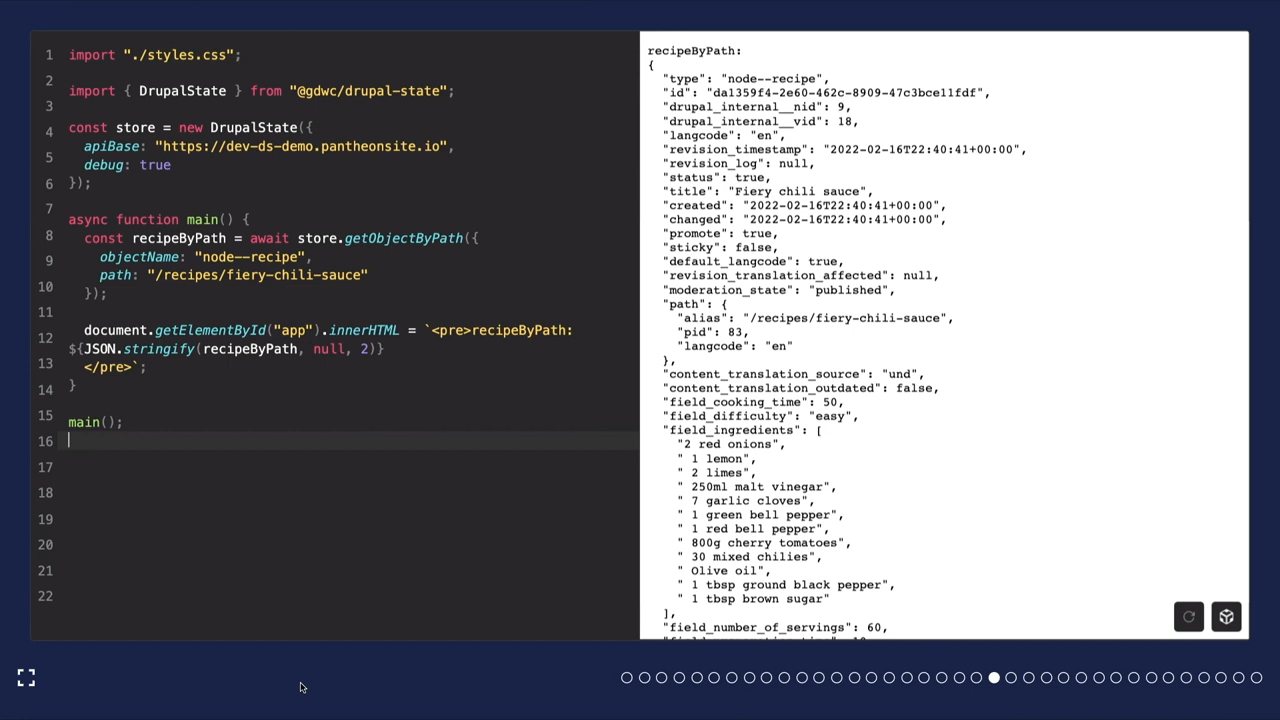 1
2
3
4
5
6
7
8
9
10
11
12
13
14
15
16
17
18
19
20
21
22
import "./styles.css";
import { DrupalState } from "@gdwc/drupal-state";
const store = new DrupalState({
apiBase: "https://dev-ds-demo.pantheonsite.io",
debug: true
});
async function main() {
const recipeByPath = await store.getObjectByPath({
objectName: "node--recipe",
path: "/recipes/fiery-chili-sauce"
});
document.getElementById("app").innerHTML = `<pre>recipeByPath:
${JSON.stringify(recipeByPath, null, 2)}
</pre>`;
}
main();
recipeByPath:
{
"type": "node--recipe",
"id": "da1359f4-2e60-462c-8909-47c3bce11fdf",
"drupal_internal__nid": 9,
"drupal_internal__vid": 18,
"langcode": "en",
"revision_timestamp": "2022-02-16T22:40:41+00:00",
"revision_log": null,
"status": true,
"title": "Fiery chili sauce",
"created": "2022-02-16T22:40:41+00:00",
"changed": "2022-02-16T22:40:41+00:00",
"promote": true,
"sticky": false,
"default_langcode": true,
"revision_translation_affected": null,
"moderation_state": "published",
"path": {
"alias": "/recipes/fiery-chili-sauce",
"pid": 83,
"langcode": "en"
},
"content_translation_source": "und",
"content_translation_outdated": false,
"field_cooking_time": 50,
"field_difficulty": "easy",
"field_ingredients": [
"2 red onions",
" 1 lemon",
" 2 limes",
" 250ml malt vinegar",
" 7 garlic cloves",
" 1 green bell pepper",
" 1 red bell pepper",
" 800g cherry tomatoes",
" 30 mixed chilies",
" Olive oil",
" 1 tbsp ground black pepper",
" 1 tbsp brown sugar"
],
"field_number_of_servings": 60,